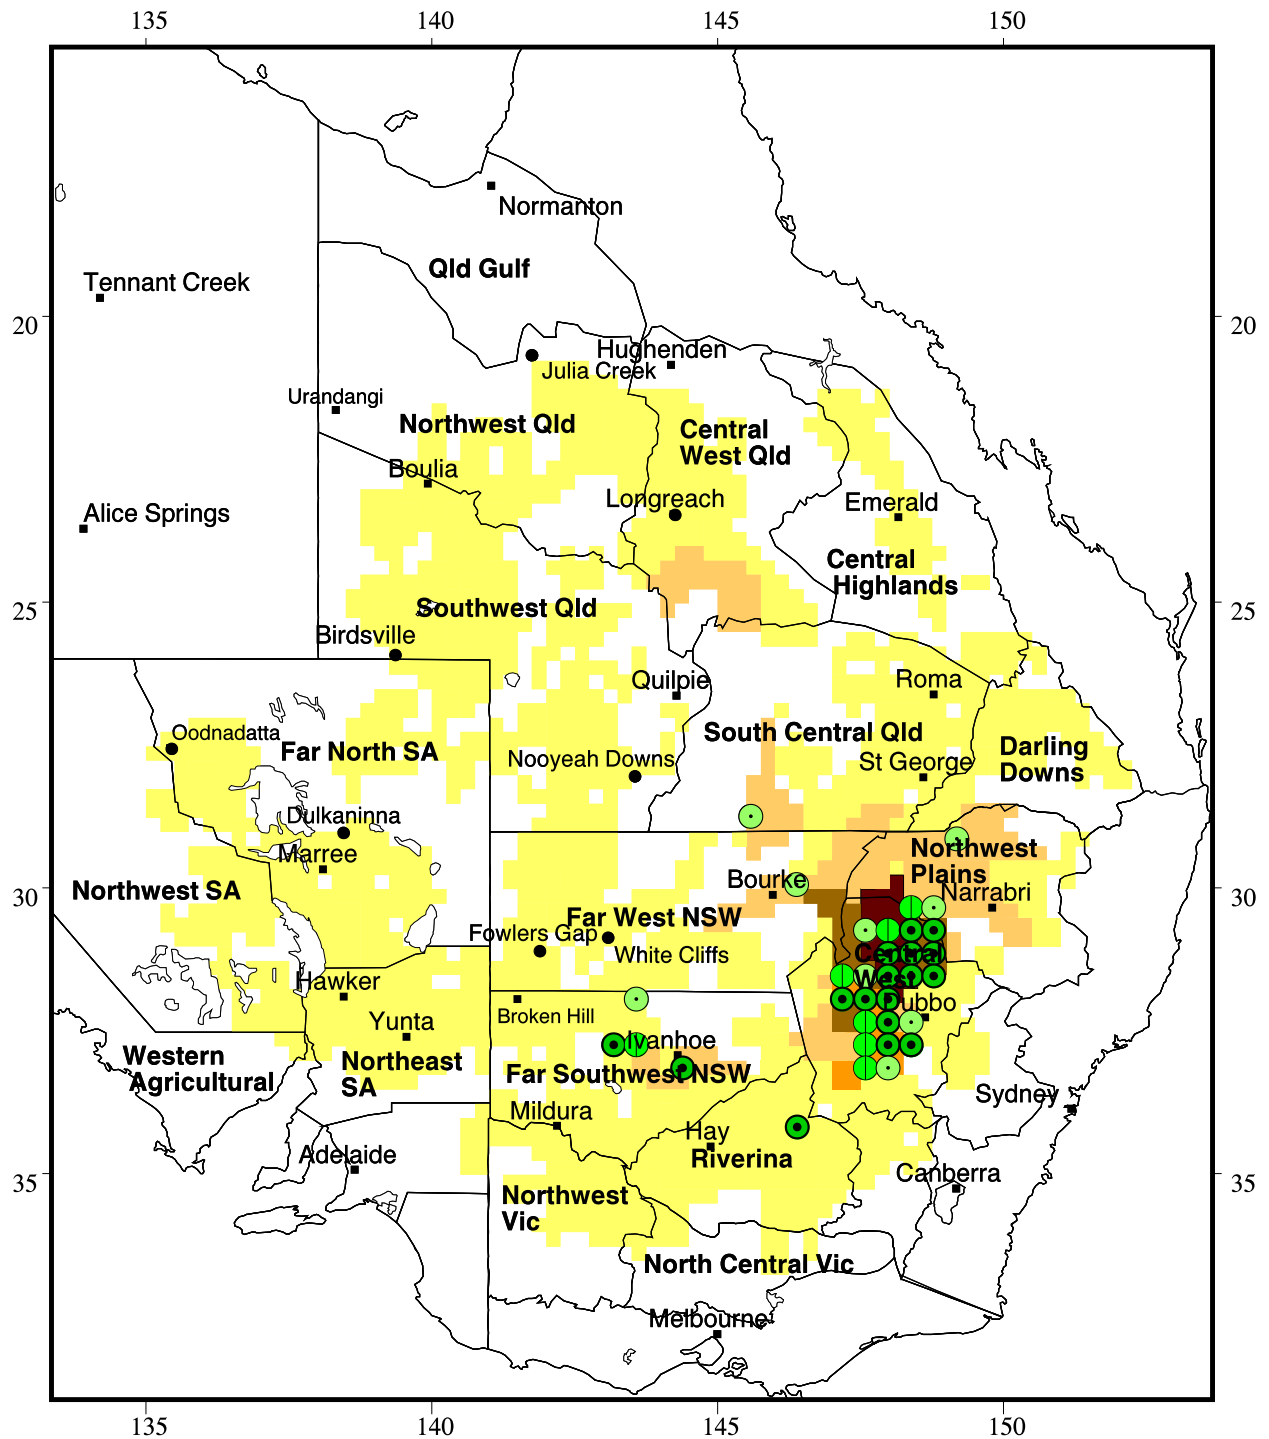 135 140 145 150
Normanton
Qld Gulf
Tennant Creek
20 20
Hughenden
Julia Creek
Urandangi
Northwest Qld
Central
West Qld
Boulia
Longreach
Emerald
Alice Springs
Central
Highlands
25 25
Southwest Qld
Birdsville
Quilpie
Roma
Oodnadatta
South Central Qld
Far North SA
Darling
Downs
Nooyeah Downs
St George
Dulkaninna
Marree
Northwest
Plains
Bourke
Northwest SA
30 30
Narrabri
Far West NSW
Fowlers Gap
White Cliffs
Central
West
Hawker
Dubbo
Broken Hill
Yunta
Ivanhoe
Western
Agricultural
Northeast
SA
Far Southwest NSW
Sydney
Mildura
Hay
Adelaide
Riverina
Canberra
35 35
Northwest
Vic
North Central Vic
Melbourne
135 140 145 150